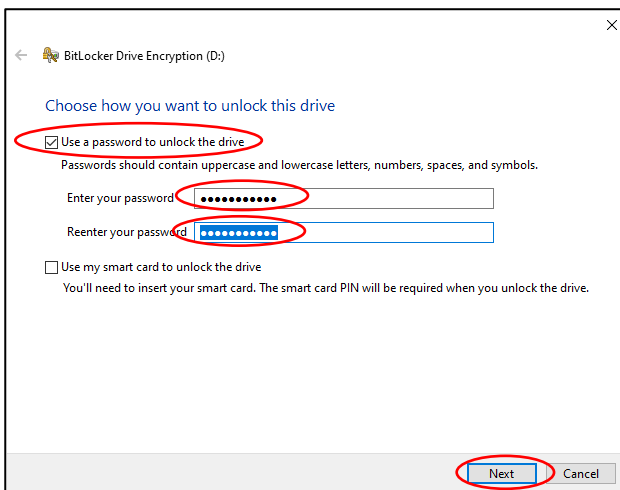 BitLocker Drive Encryption (D:)
Choose how you want to unlock this drive
Use a password to unlock the drive
Passwords should contain uppercase and lowercase letters, numbers, spaces, and symbols.
Enter your password ●●●●●●●●●●●
Reenter your password ●●●●●●●●●●●
Use my smart card to unlock the drive
You'll need to insert your smart card. The smart card PIN will be required when you unlock the drive.
Next Cancel